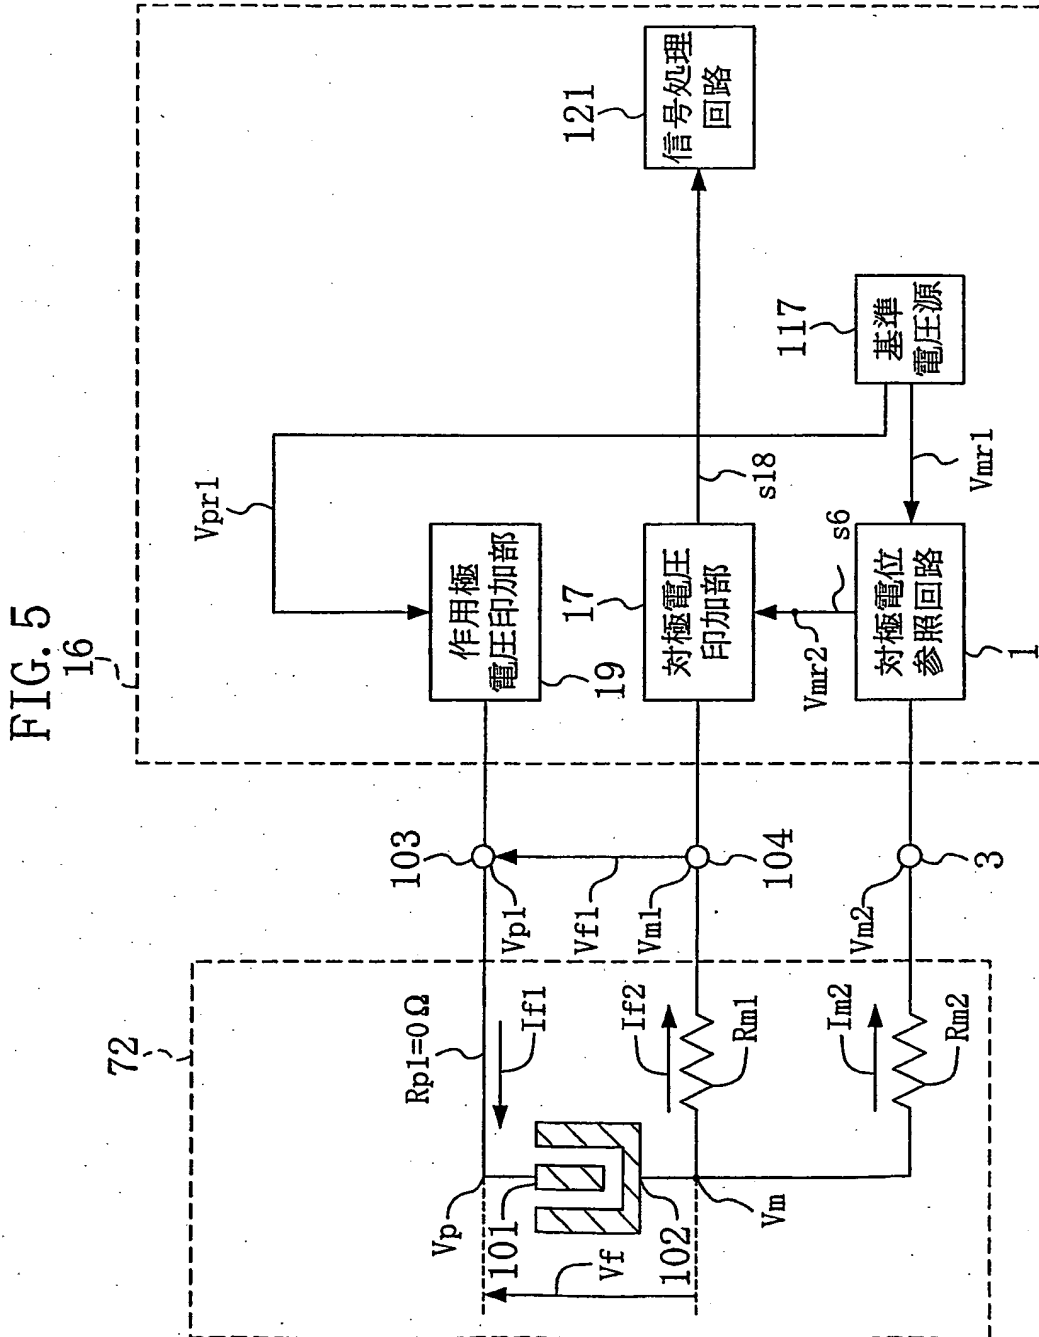 FIG. 5
16
72
Vpr1
121
信号処理
回路
117
基準
電圧源
Vmr1
s18
s6
作用極
電圧印加部
19
17
対極電圧
印加部
Vmr2
対極電位
参照回路
1
103
Vp1
Vf1
104
Vm1
3
Vm2
Rp1=0Ω
If1
If2
Rm1
Im2
Rm2
Vp
101
102
Vf
Vm